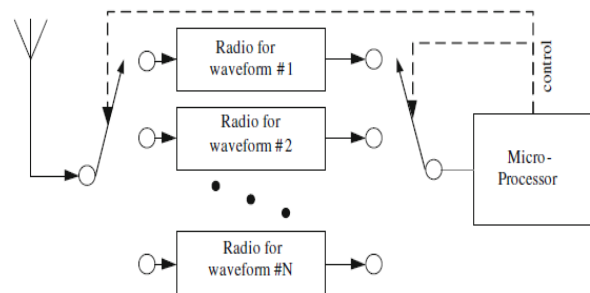 Radio for
waveform #1
Radio for
waveform #2
Radio for
waveform #N
control
Micro-
Processor